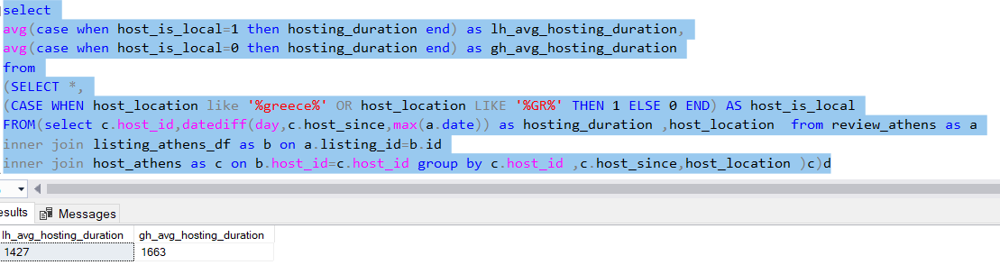 select
avg(case when host_is_local=1 then hosting_duration end) as lh_avg_hosting_duration,
avg(case when host_is_local=0 then hosting_duration end) as gh_avg_hosting_duration
from
(SELECT *,
(CASE WHEN host_location like '%greece%' OR host_location LIKE '%GR%' THEN 1 ELSE 0 END) AS host_is_local
FROM(select c.host_id,datediff(day,c.host_since,max(a.date)) as hosting_duration ,host_location  from review_athens as a
inner join listing_athens_df as b on a.listing_id=b.id
inner join host_athens as c on b.host_id=c.host_id group by c.host_id ,c.host_since,host_location )c)d
esults Messages
lh_avg_hosting_duration gh_avg_hosting_duration
1427 1663